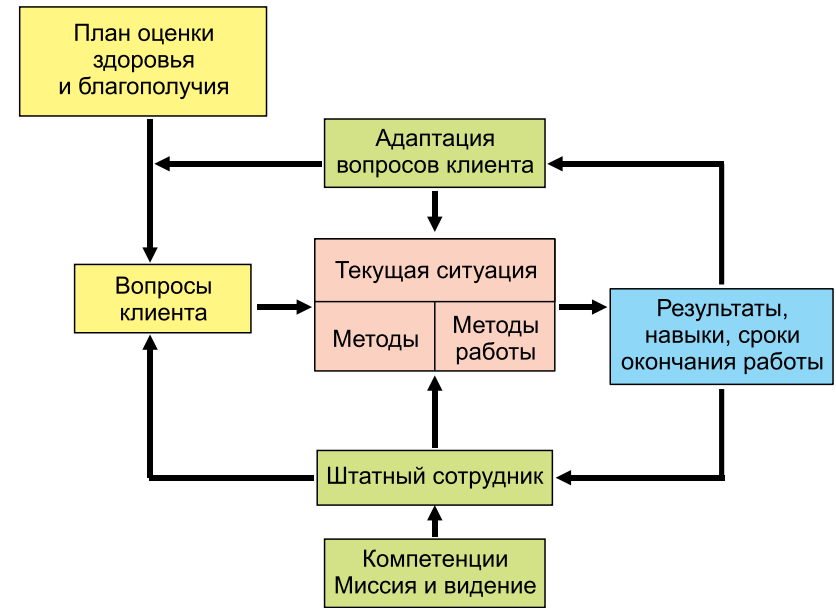 План оценки
здоровья
и благополучия
Адаптация
вопросов клиента
Вопросы
клиента
Текущая ситуация
Методы
Методы
работы
Результаты,
навыки, сроки
окончания работы
Штатный сотрудник
Компетенции
Миссия и видение